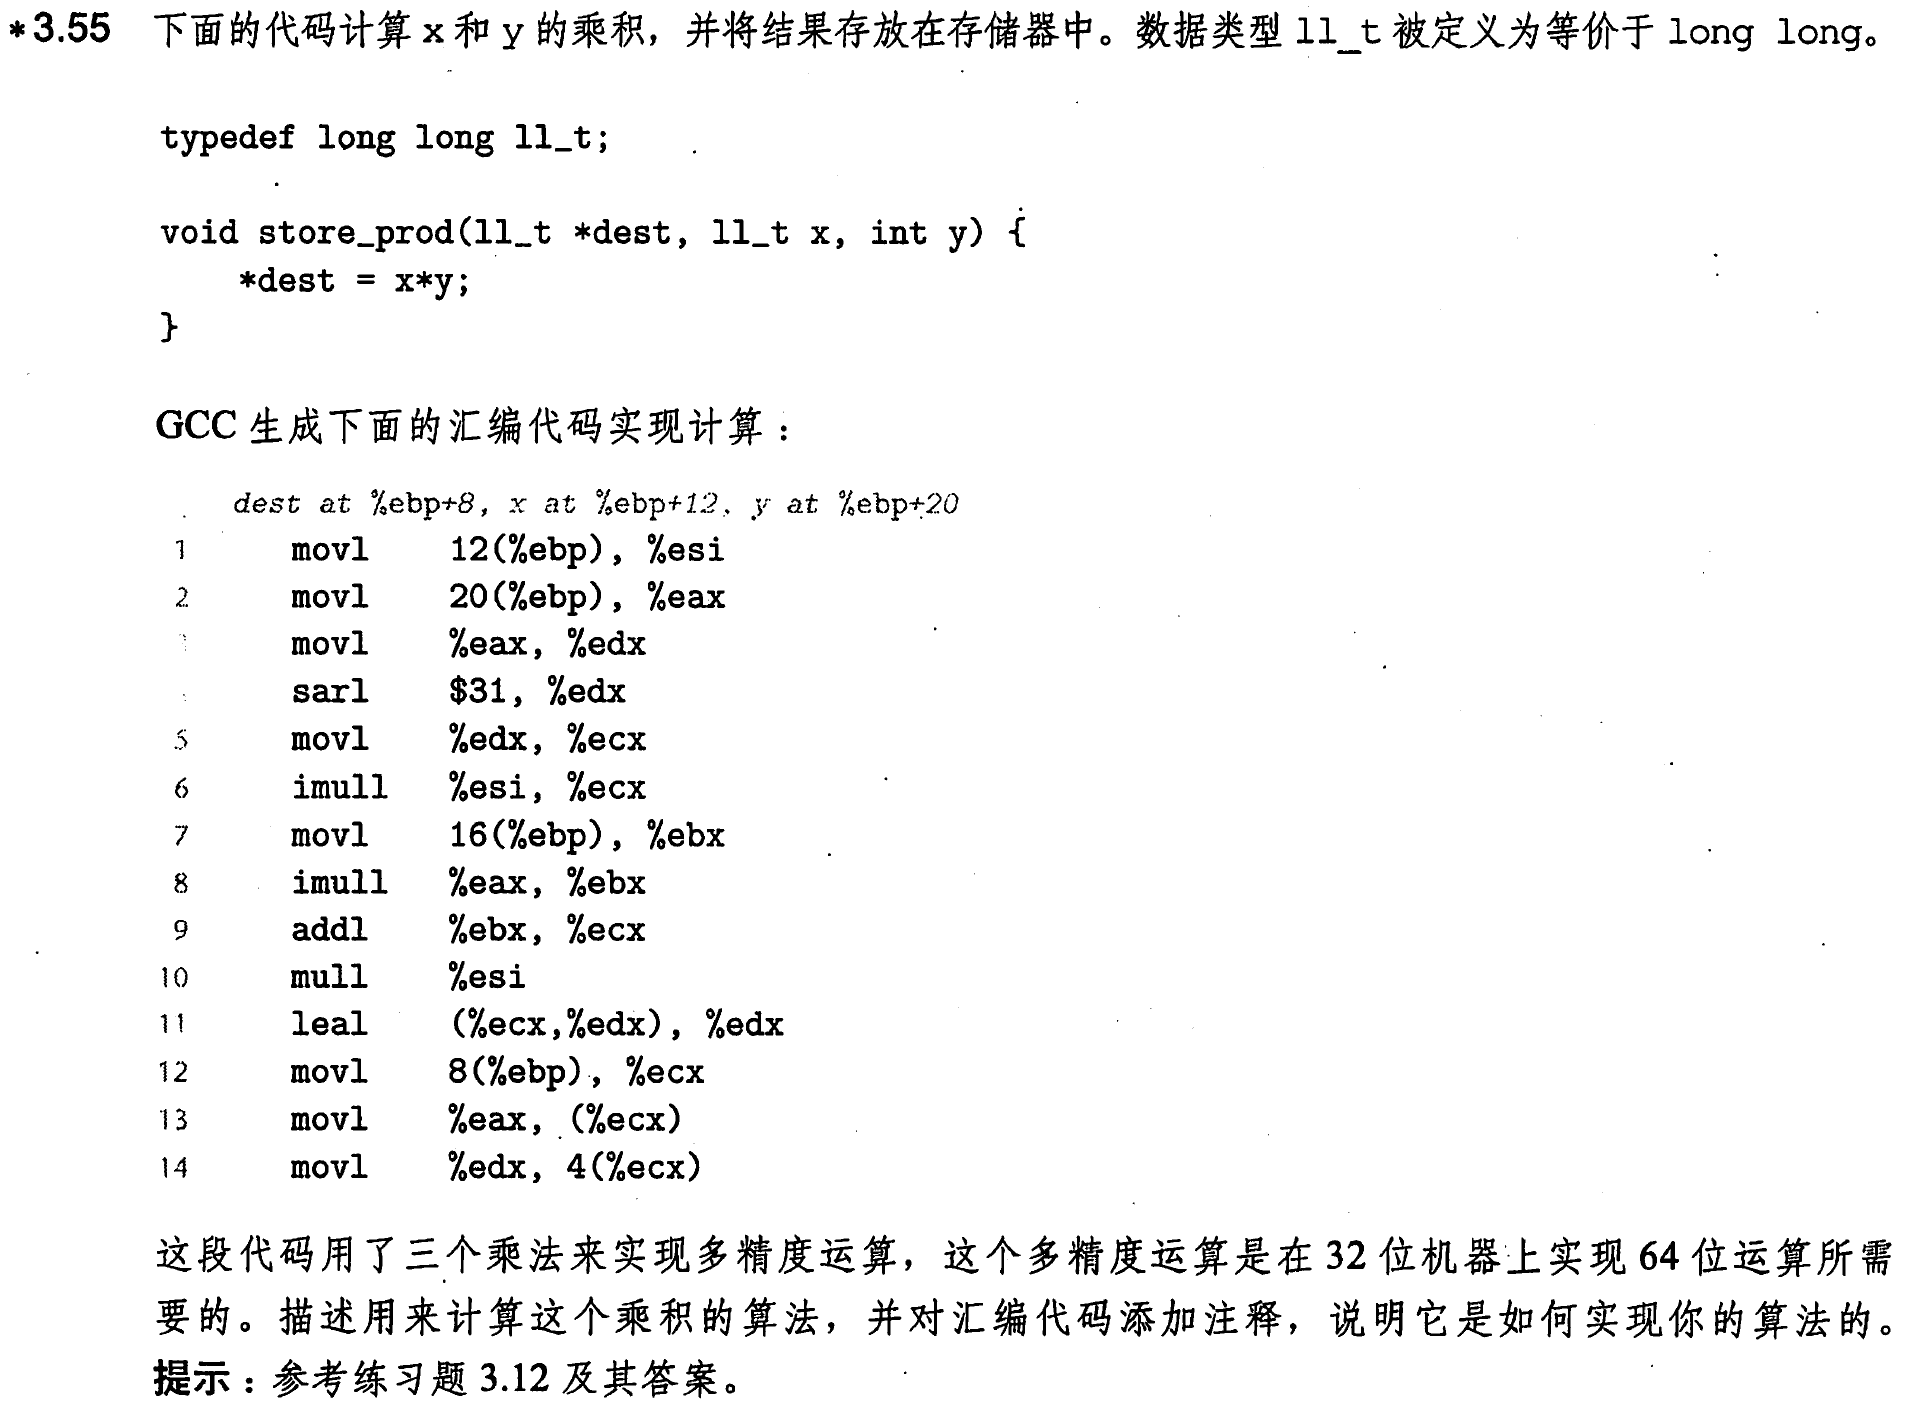 *3.55 下面的代码计算 x 和 y 的乘积，并将结果存放在存储器中。数据类型 ll_t 被定义为等价于 long long。
typedef long long ll_t;
void store_prod(ll_t *dest, ll_t x, int y) {
*dest = x*y;
}
GCC 生成下面的汇编代码实现计算：
dest at %ebp+8, x at %ebp+12, y at %ebp+20
1 movl 12(%ebp), %esi
2 movl 20(%ebp), %eax
movl %eax, %edx
sarl $31, %edx
5 movl %edx, %ecx
6 imull %esi, %ecx
7 movl 16(%ebp), %ebx
8 imull %eax, %ebx
9 addl %ebx, %ecx
10 mull %esi
11 leal (%ecx,%edx), %edx
12 movl 8(%ebp), %ecx
13 movl %eax, (%ecx)
14 movl %edx, 4(%ecx)
这段代码用了三个乘法来实现多精度运算，这个多精度运算是在 32 位机器上实现 64 位运算所需
要的。描述用来计算这个乘积的算法，并对汇编代码添加注释，说明它是如何实现你的算法的。
提示：参考练习题 3.12 及其答案。